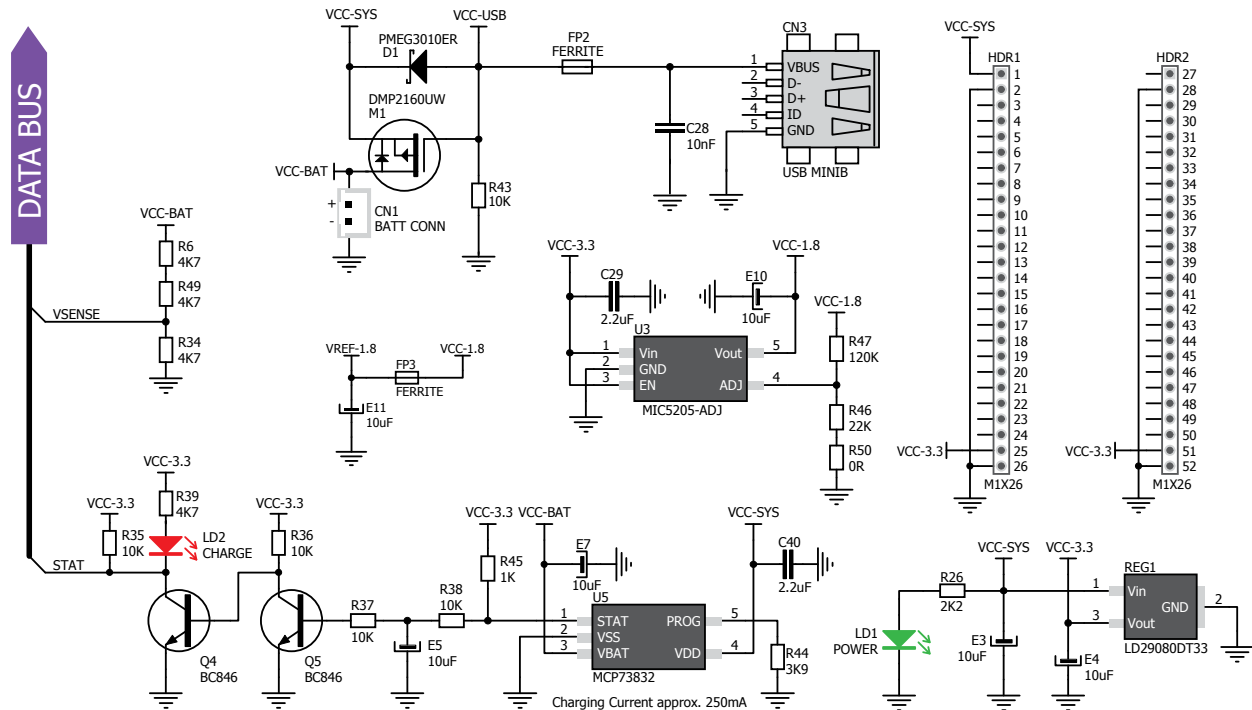 DATA BUS
VCC-SYS
VCC-USB
PMEG3010ER
D1
DMP2160UW
M1
VCC-BAT
+
-
CN1
BATT CONN
R43
10K
FP2
FERRITE
C28
10nF
CN3
1 VBUS
2 D-
3 D+
4 ID
5 GND
USB MINIB
VCC-SYS
HDR1
1
2
3
4
5
6
7
8
9
10
11
12
13
14
15
16
17
18
19
20
21
22
23
24
VCC-3.3 25
26
M1X26
HDR2
27
28
29
30
31
32
33
34
35
36
37
38
39
40
41
42
43
44
45
46
47
48
49
50
VCC-3.3 51
52
M1X26
VCC-BAT
R6
4K7
R49
4K7
VSENSE
R34
4K7
VREF-1.8
VCC-1.8
FP3
FERRITE
E11
10uF
VCC-3.3
C29
2.2uF
E10
10uF
VCC-1.8
U3
1 Vin
2 GND
3 EN
Vout 5
ADJ 4
MIC5205-ADJ
VCC-1.8
R47
120K
R46
22K
R50
0R
VCC-3.3
R39
4K7
VCC-3.3
R35
10K
LD2
CHARGE
STAT
VCC-3.3
R36
10K
Q4
BC846
Q5
BC846
R37
10K
E5
10uF
R38
10K
VCC-3.3
R45
1K
VCC-BAT
E7
10uF
U5
1 STAT
2 VSS
3 VBAT
PROG 5
VDD 4
MCP73832
VCC-SYS
C40
2.2uF
R44
3K9
Charging Current approx. 250mA
VCC-SYS
R26
2K2
LD1
POWER
E3
10uF
VCC-3.3
E4
10uF
REG1
1 Vin
GND 2
3 Vout
LD29080DT33